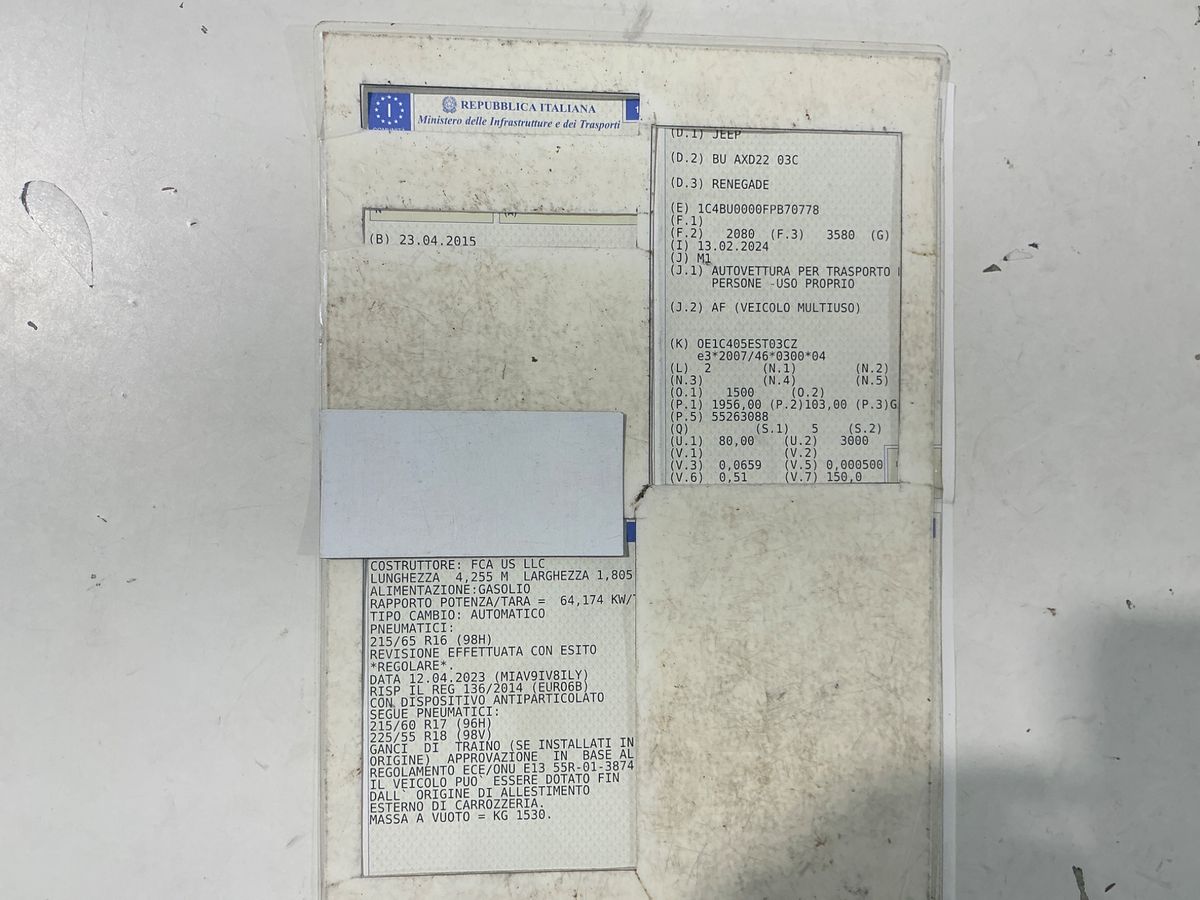 I
REPUBBLICA ITALIANA
Ministero delle Infrastrutture e dei Trasporti
1
(B) 23.04.2015
(D.1) JEEP
(D.2) BU AXD22 03C
(D.3) RENEGADE
(E) 1C4BU0000FPB70778
(F.1)
(F.2) 2080 (F.3) 3580 (G)
(I) 13.02.2024
(J) M1
(J.1) AUTOVETTURA PER TRASPORTO
PERSONE -USO PROPRIO
(J.2) AF (VEICOLO MULTIUSO)
(K) OE1C405EST03CZ
e3*2007/46*0300*04
(L) 2 (N.1) (N.2)
(N.3) (N.4) (N.5)
(O.1) 1500 (O.2)
(P.1) 1956,00 (P.2)103,00 (P.3)G
(P.5) 55263088
(Q) (S.1) 5 (S.2)
(U.1) 80,00 (U.2) 3000
(V.1) (V.2)
(V.3) 0,0659 (V.5) 0,000500
(V.6) 0,51 (V.7) 150,0
COSTRUTTORE: FCA US LLC
LUNGHEZZA 4,255 M LARGHEZZA 1,805
ALIMENTAZIONE:GASOLIO
RAPPORTO POTENZA/TARA = 64,174 KW/
TIPO CAMBIO: AUTOMATICO
PNEUMATICI:
215/65 R16 (98H)
REVISIONE EFFETTUATA CON ESITO
*REGOLARE*.
DATA 12.04.2023 (MIAV9IV8ILY)
RISP IL REG 136/2014 (EURO6B)
CON DISPOSITIVO ANTIPARTICOLATO
SEGUE PNEUMATICI:
215/60 R17 (96H)
225/55 R18 (98V)
GANCI DI TRAINO (SE INSTALLATI IN
ORIGINE) APPROVAZIONE IN BASE AL
REGOLAMENTO ECE/ONU E13 55R-01-3874
IL VEICOLO PUO` ESSERE DOTATO FIN
DALL` ORIGINE DI ALLESTIMENTO
ESTERNO DI CARROZZERIA.
MASSA A VUOTO = KG 1530.